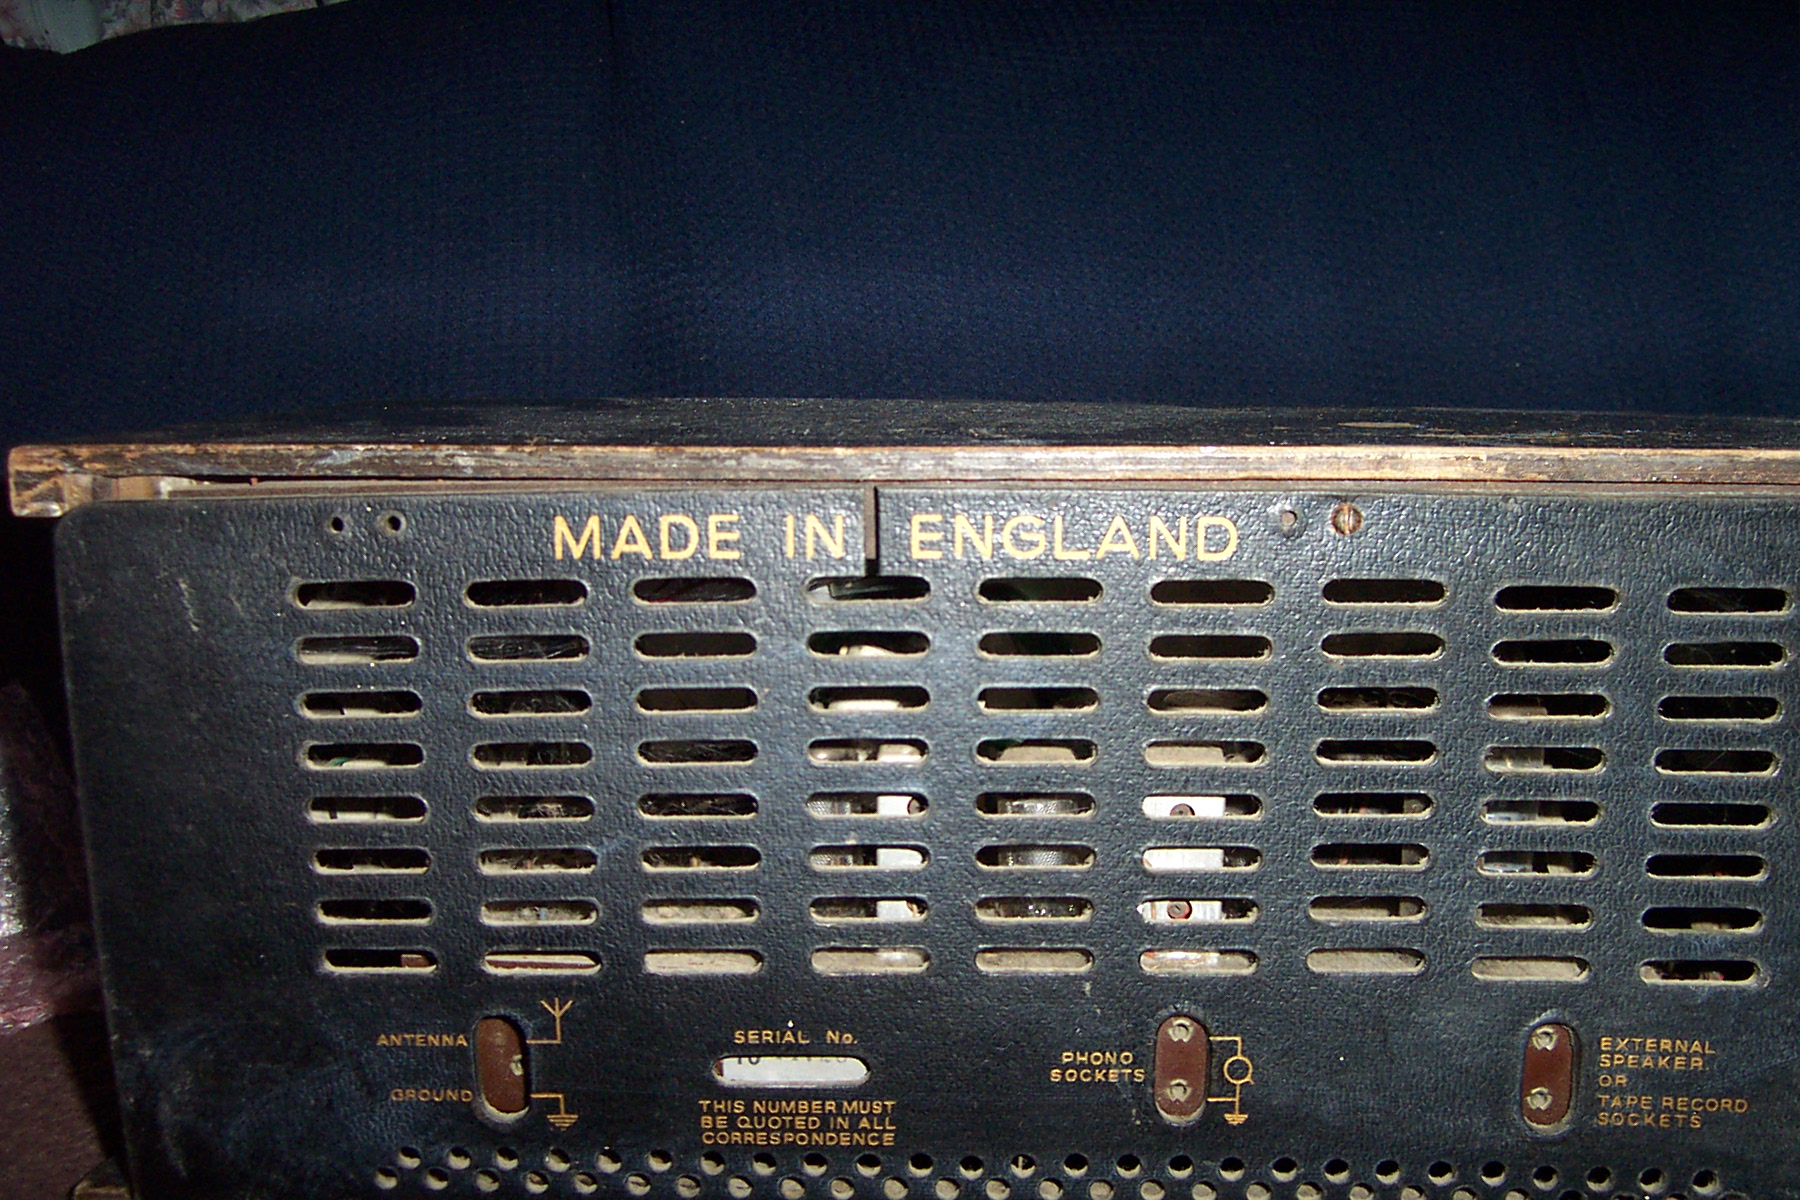 MADE IN ENGLAND
ANTENNA
GROUND
SERIAL No.
THIS NUMBER MUST
BE QUOTED IN ALL
CORRESPONDENCE
PHONO
SOCKETS
EXTERNAL
SPEAKER.
OR
TAPE RECORD
SOCKETS